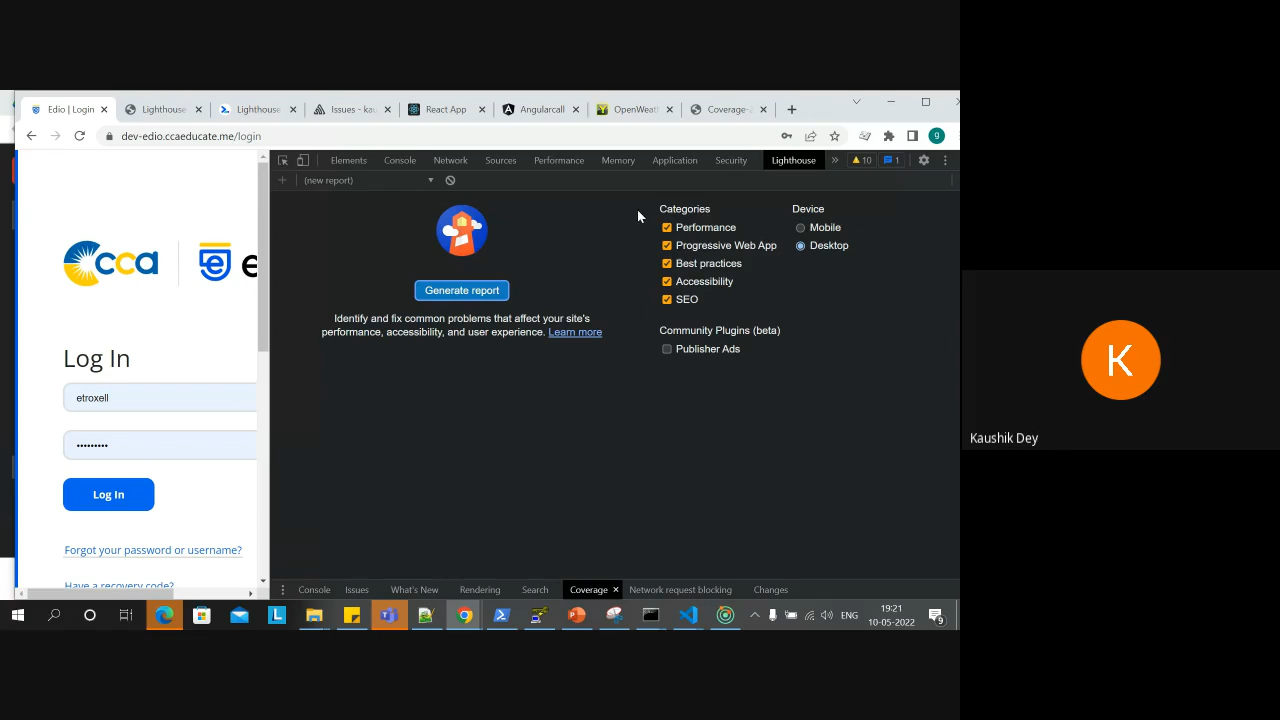 Edio | Login
Lighthouse
Lighthouse
Issues - kau
React App
Angularcall
OpenWeat
Coverage-2
dev-edio.ccaeducate.me/login
g
Elements
Console
Network
Sources
Performance
Memory
Application
Security
Lighthouse
10
1
(new report)
cca
e
Log In
etroxell
•••••••••
Log In
Forgot your password or username?
Have a recovery code?
Generate report
Identify and fix common problems that affect your site's
performance, accessibility, and user experience. Learn more
Categories
Performance
Progressive Web App
Best practices
Accessibility
SEO
Community Plugins (beta)
Publisher Ads
Device
Mobile
Desktop
Console
Issues
What's New
Rendering
Search
Coverage
Network request blocking
Changes
L
ENG
19:21
10-05-2022
9
K
Kaushik Dey